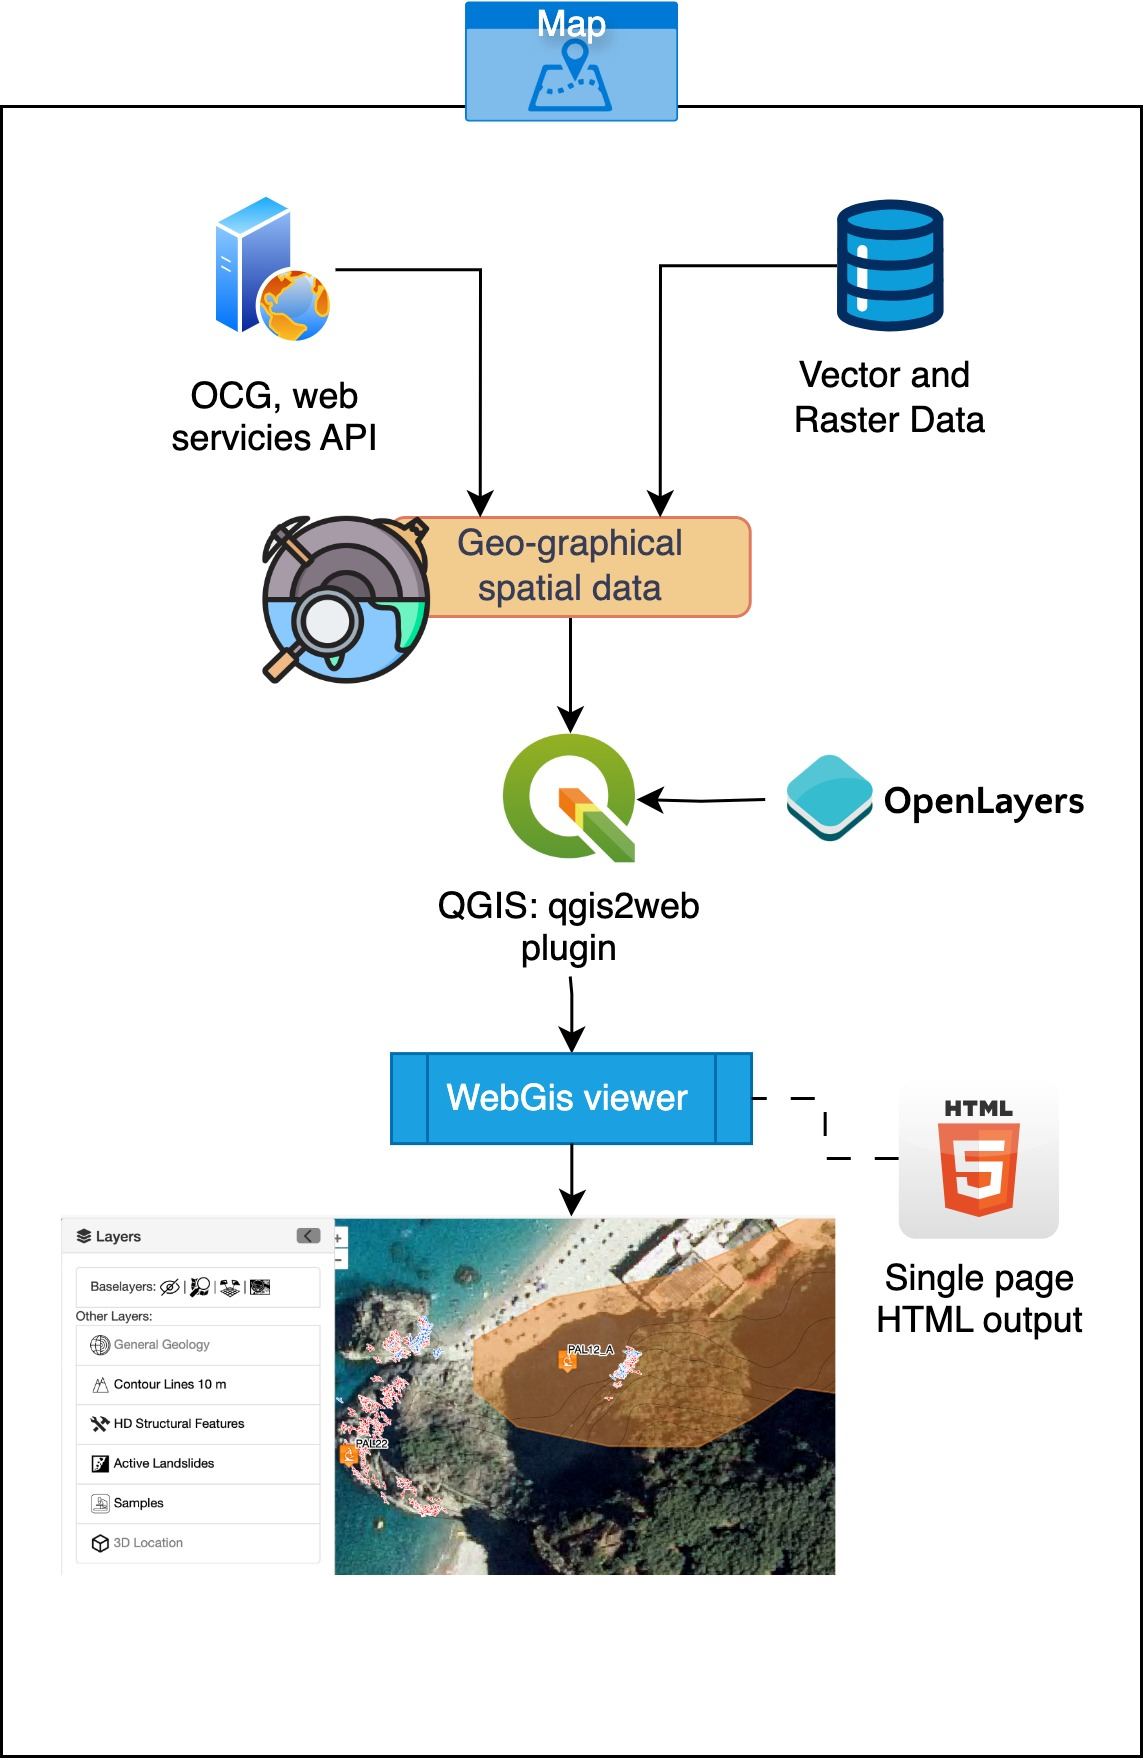 Map
OCG, web
servicies API
Vector and
Raster Data
Geo-graphical
spatial data
OpenLayers
QGIS: qgis2web
plugin
WebGis viewer
HTML
5
Single page
HTML output
Layers
Baselayers:
Other Layers:
General Geology
Contour Lines 10 m
HD Structural Features
Active Landslides
Samples
3D Location
+
−
PAL12_A
PAL22